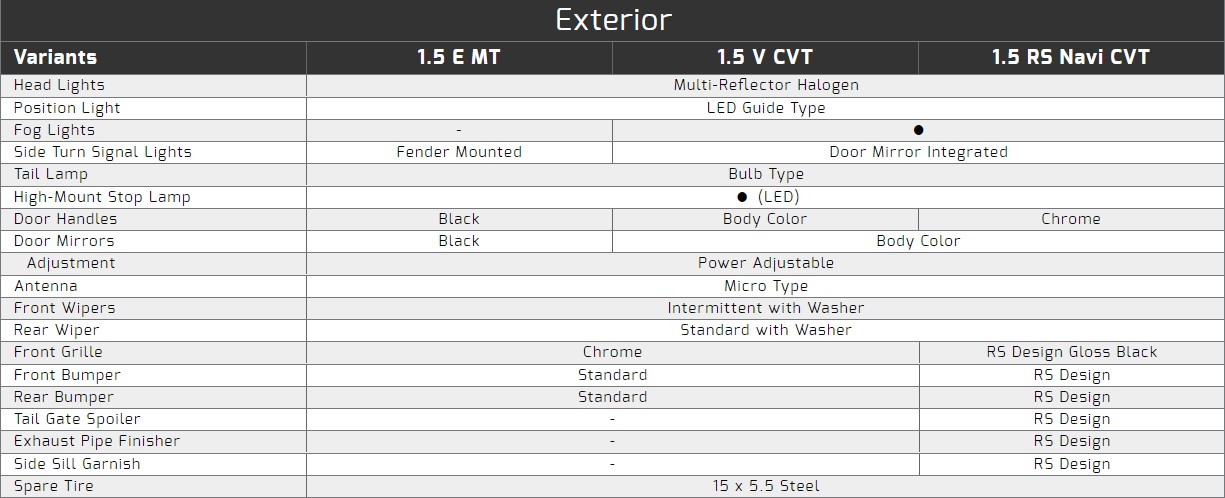 Exterior
Variants 1.5 E MT 1.5 V CVT 1.5 RS Navi CVT
Head Lights Multi-Reflector Halogen
Position Light LED Guide Type
Fog Lights - ●
Side Turn Signal Lights Fender Mounted Door Mirror Integrated
Tail Lamp Bulb Type
High-Mount Stop Lamp ● (LED)
Door Handles Black Body Color Chrome
Door Mirrors Black Body Color
Adjustment Power Adjustable
Antenna Micro Type
Front Wipers Intermittent with Washer
Rear Wiper Standard with Washer
Front Grille Chrome RS Design Gloss Black
Front Bumper Standard RS Design
Rear Bumper Standard RS Design
Tail Gate Spoiler - RS Design
Exhaust Pipe Finisher - RS Design
Side Sill Garnish - RS Design
Spare Tire 15 x 5.5 Steel